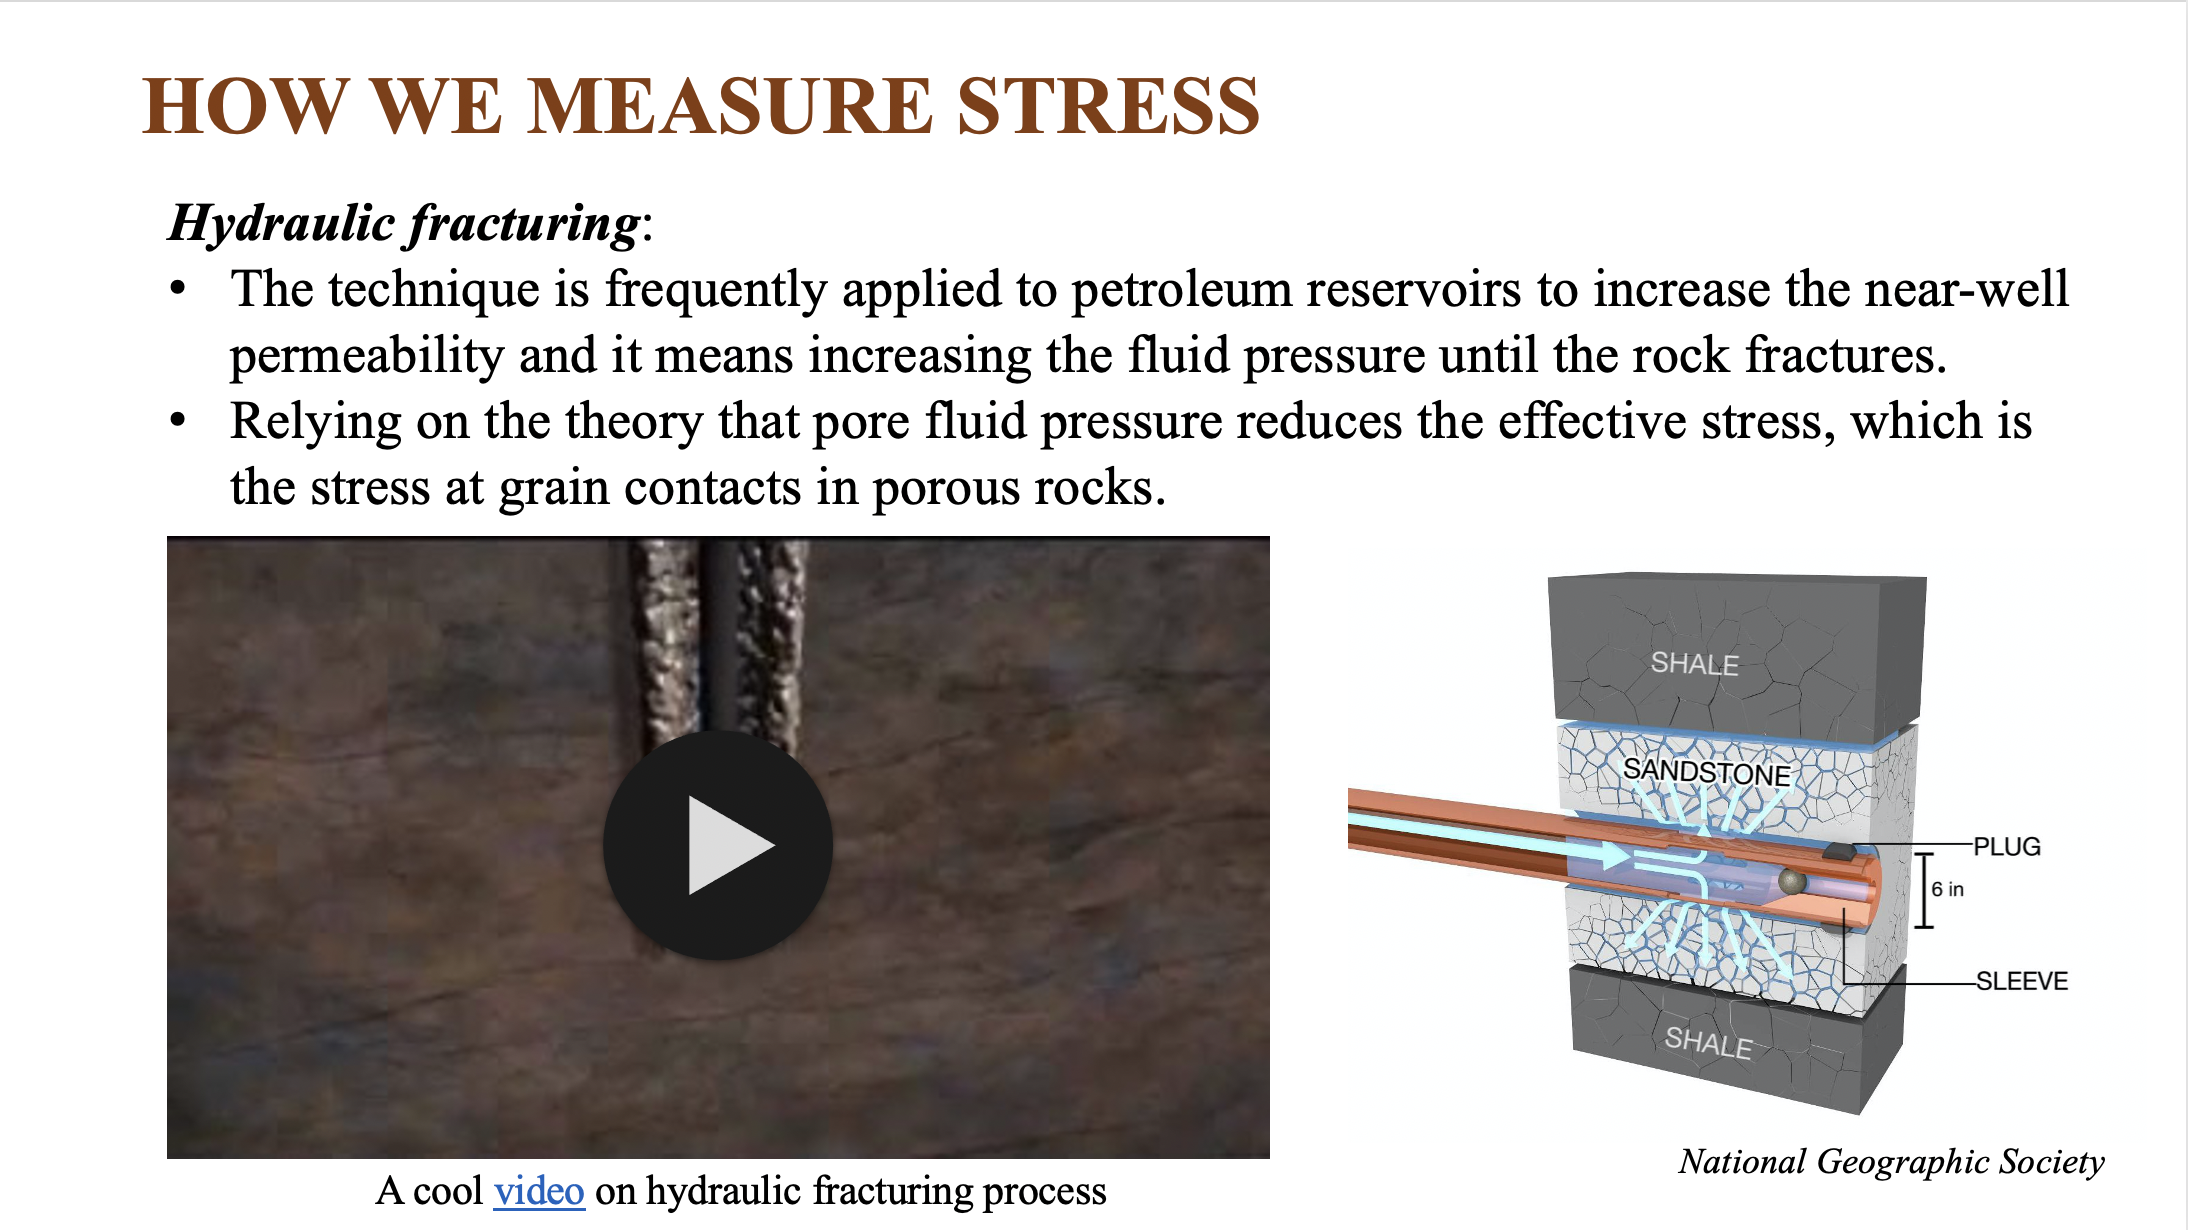 HOW WE MEASURE STRESS
Hydraulic fracturing:
• The technique is frequently applied to petroleum reservoirs to increase the near-well
permeability and it means increasing the fluid pressure until the rock fractures.
• Relying on the theory that pore fluid pressure reduces the effective stress, which is
the stress at grain contacts in porous rocks.
SHALE
SANDSTONE
PLUG
6 in
SLEEVE
SHALE
National Geographic Society
A cool video on hydraulic fracturing process